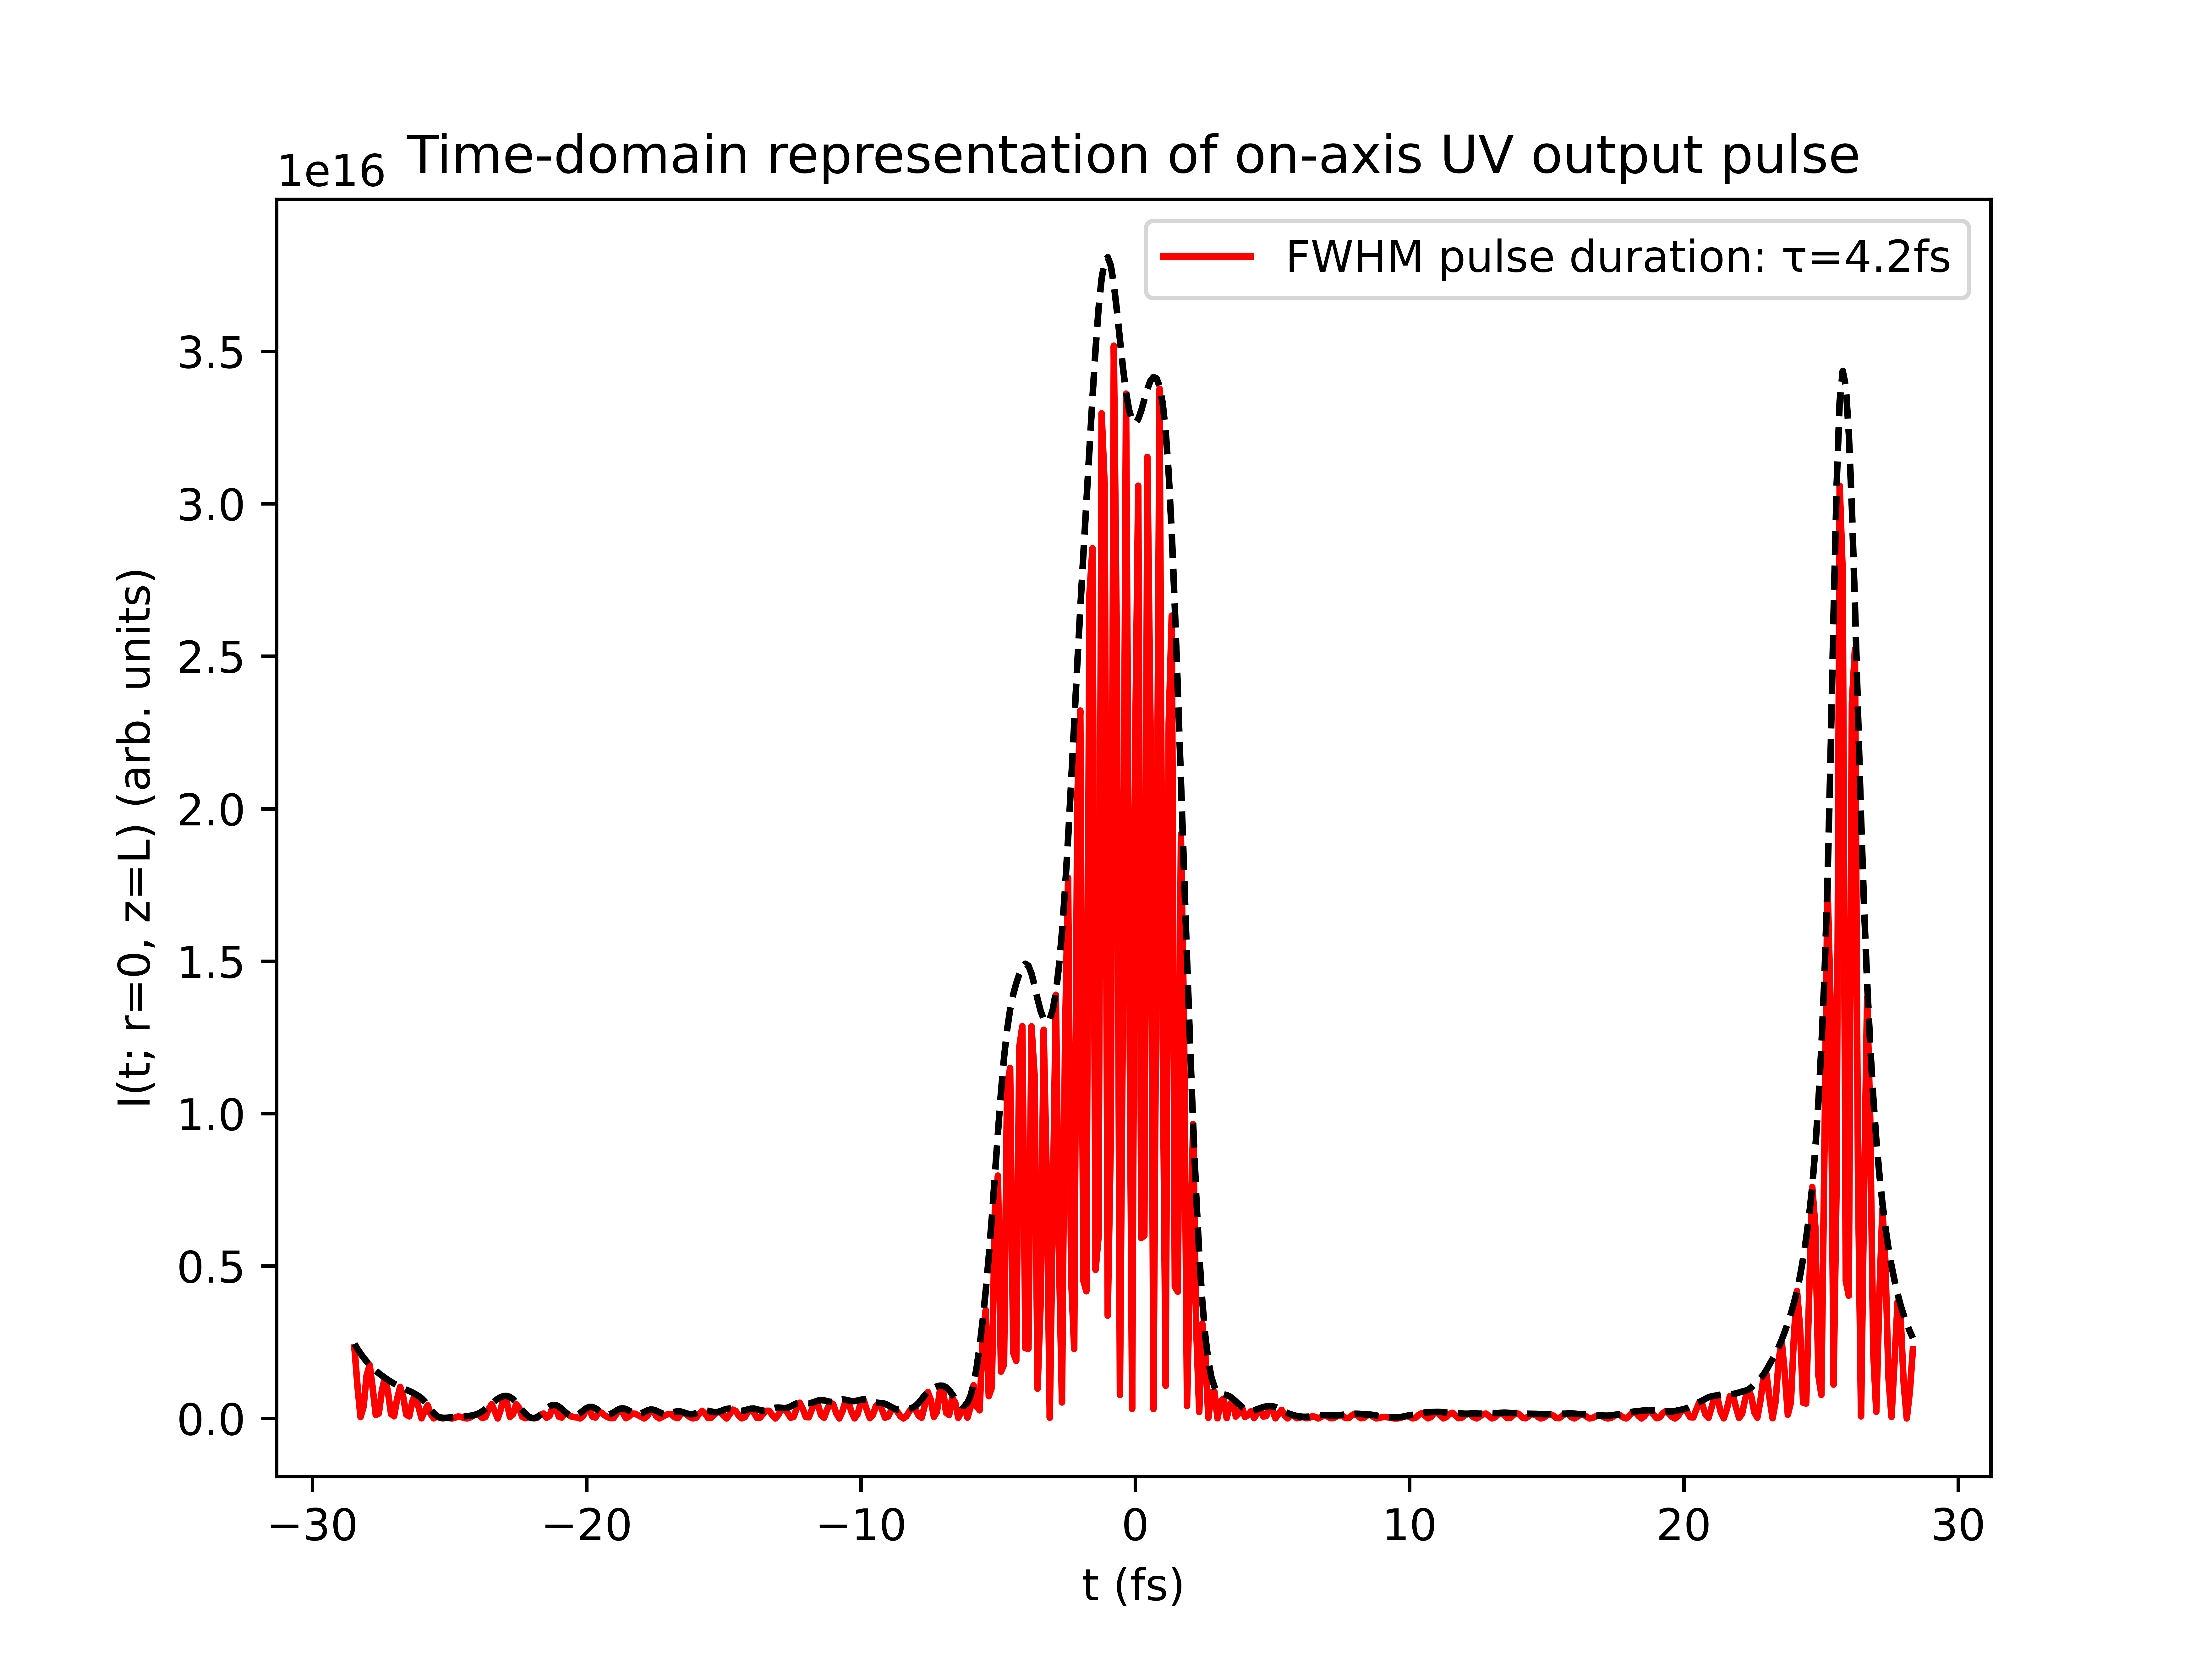 Time-domain representation of on-axis UV output pulse
1e16
FWHM pulse duration: τ=4.2fs
I(t; r=0, z=L) (arb. units)
3.5
3.0
2.5
2.0
1.5
1.0
0.5
0.0
−30 −20 −10 0 10 20 30
t (fs)